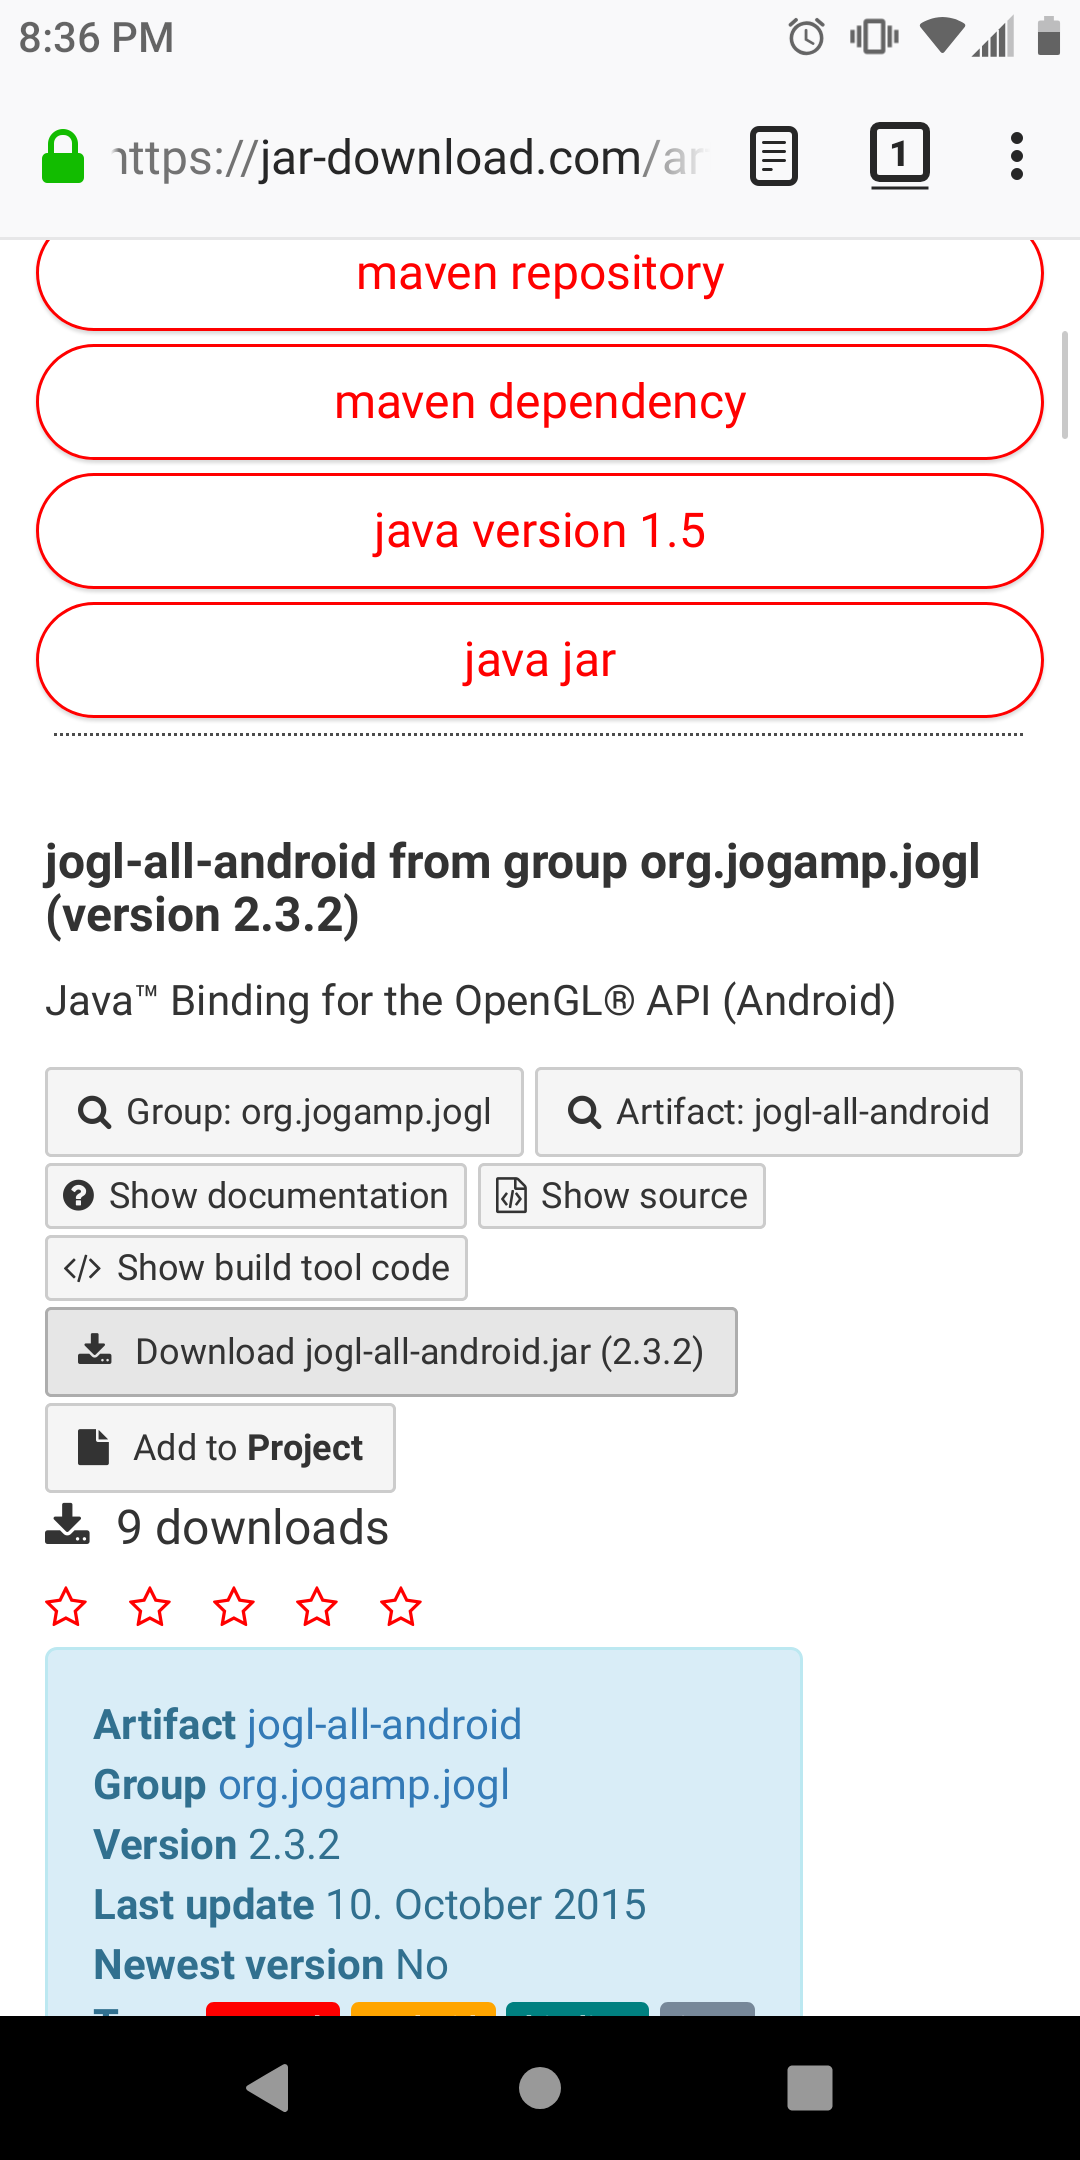 8:36 PM
https://jar-download.com/ar
1
maven repository
maven dependency
java version 1.5
java jar
jogl-all-android from group org.jogamp.jogl
(version 2.3.2)
Java™ Binding for the OpenGL® API (Android)
Group: org.jogamp.jogl
Artifact: jogl-all-android
Show documentation
Show source
Show build tool code
Download jogl-all-android.jar (2.3.2)
Add to Project
9 downloads
Artifact jogl-all-android
Group org.jogamp.jogl
Version 2.3.2
Last update 10. October 2015
Newest version No